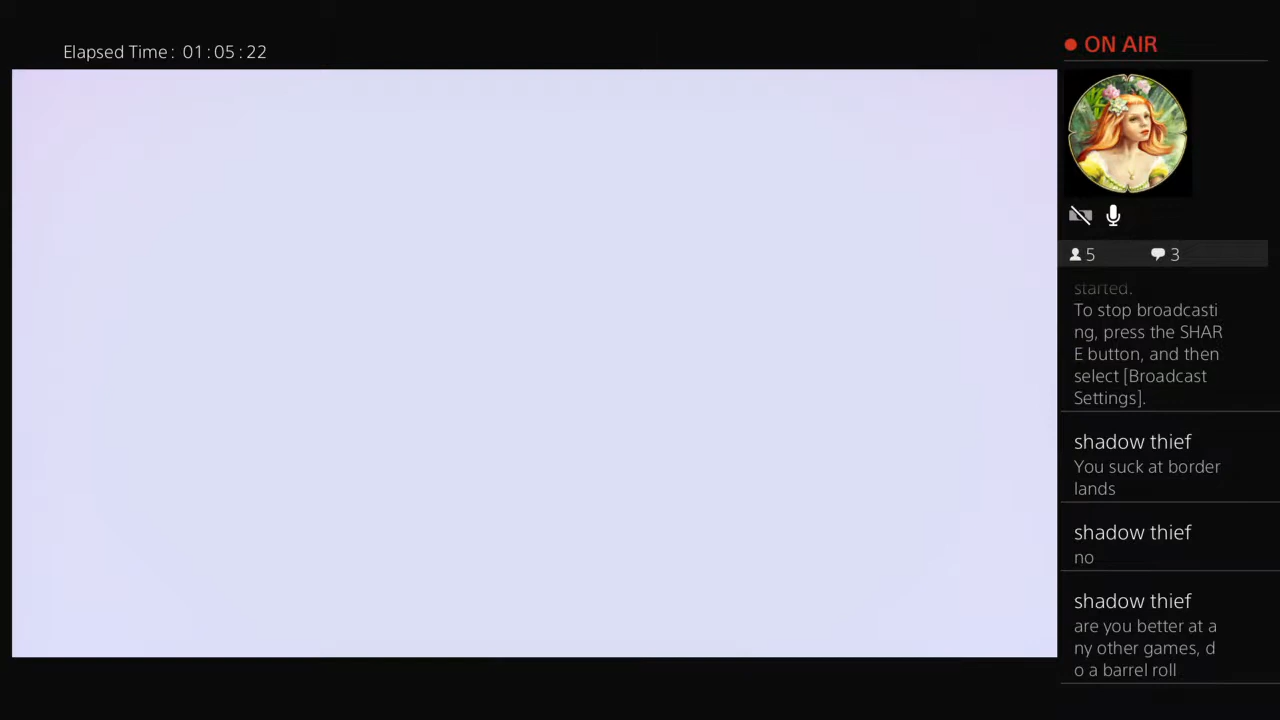 Elapsed Time: 01:05:22
ON AIR
5 3
started.
To stop broadcasti
ng, press the SHAR
E button, and then
select [Broadcast
Settings].
shadow thief
You suck at border
lands
shadow thief
no
shadow thief
are you better at a
ny other games, d
o a barrel roll